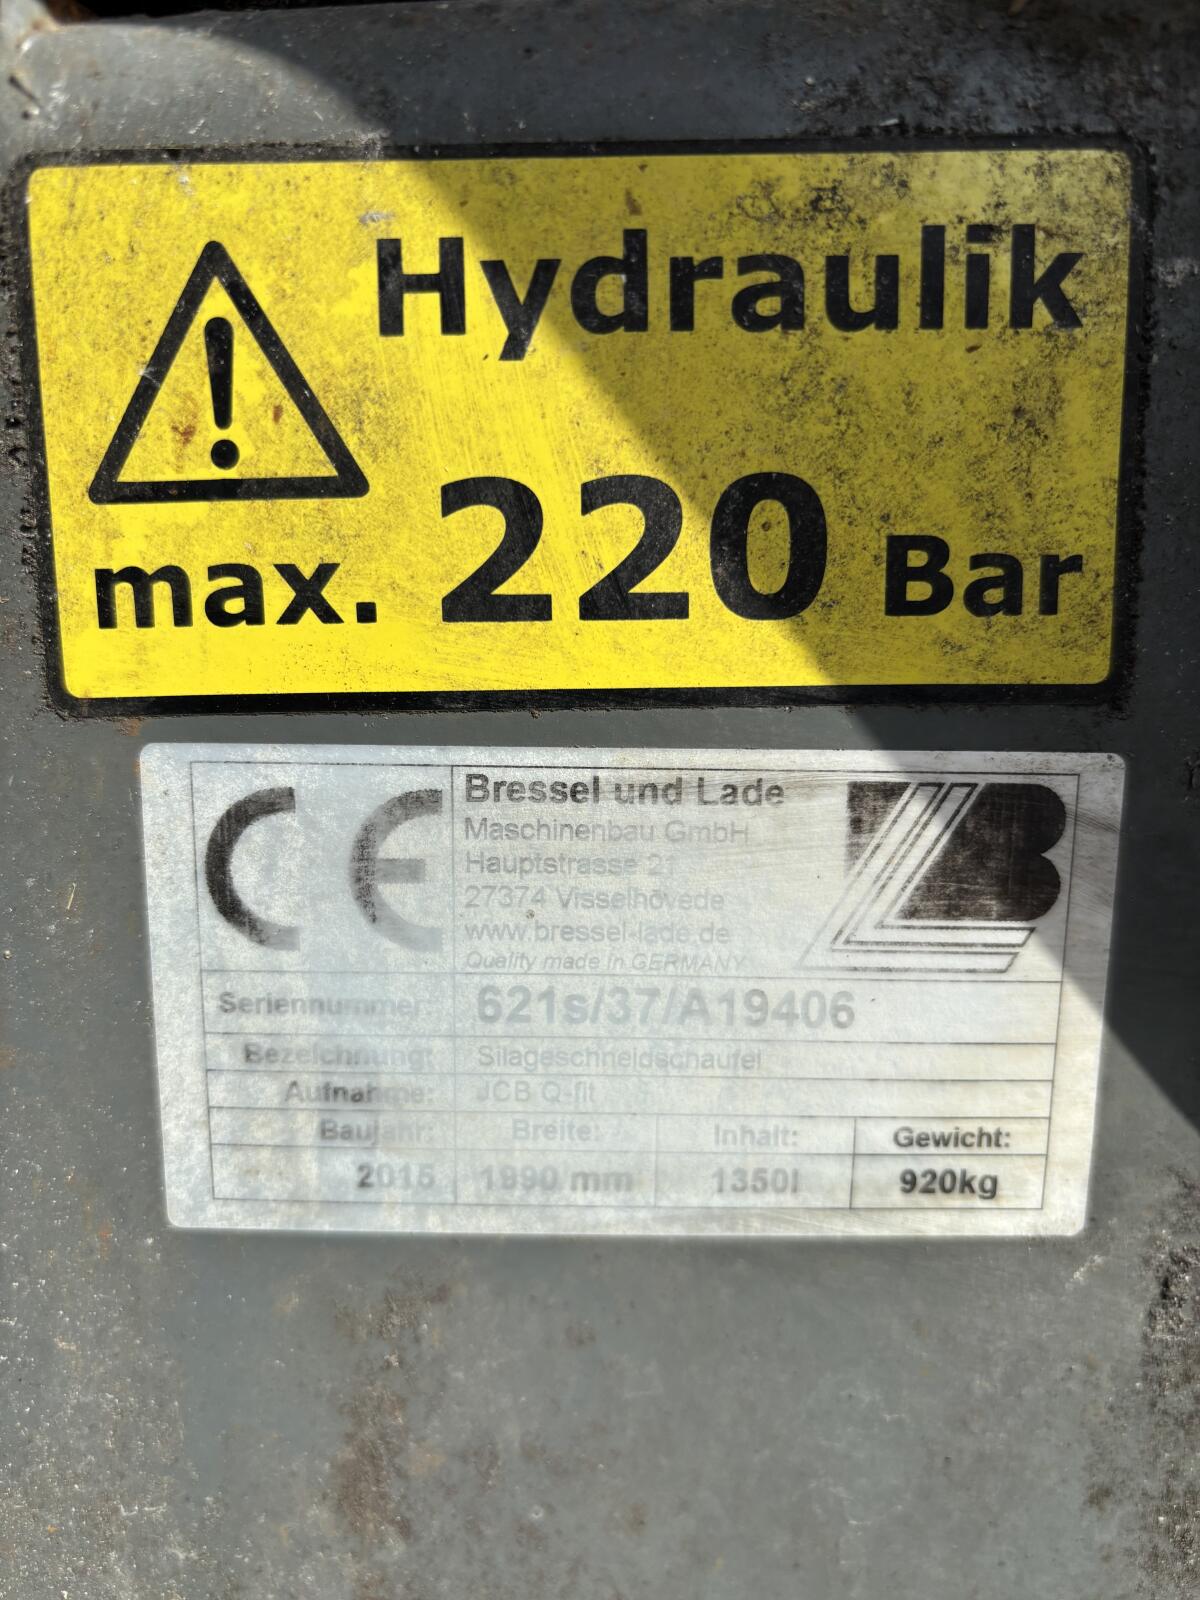 Hydraulik
max. 220 Bar
CE
Bressel und Lade
Maschinenbau GmbH
Hauptstrasse 21
27374 Visselhövede
www.bressel-lade.de
Quality made in GERMANY
LB
Seriennummer: 621s/37/A19406
Bezeichnung: Silageschneidschaufel
Aufnahme: JCB Q-fit
Baujahr: Breite: Inhalt: Gewicht:
2015 1990 mm 1350l 920kg